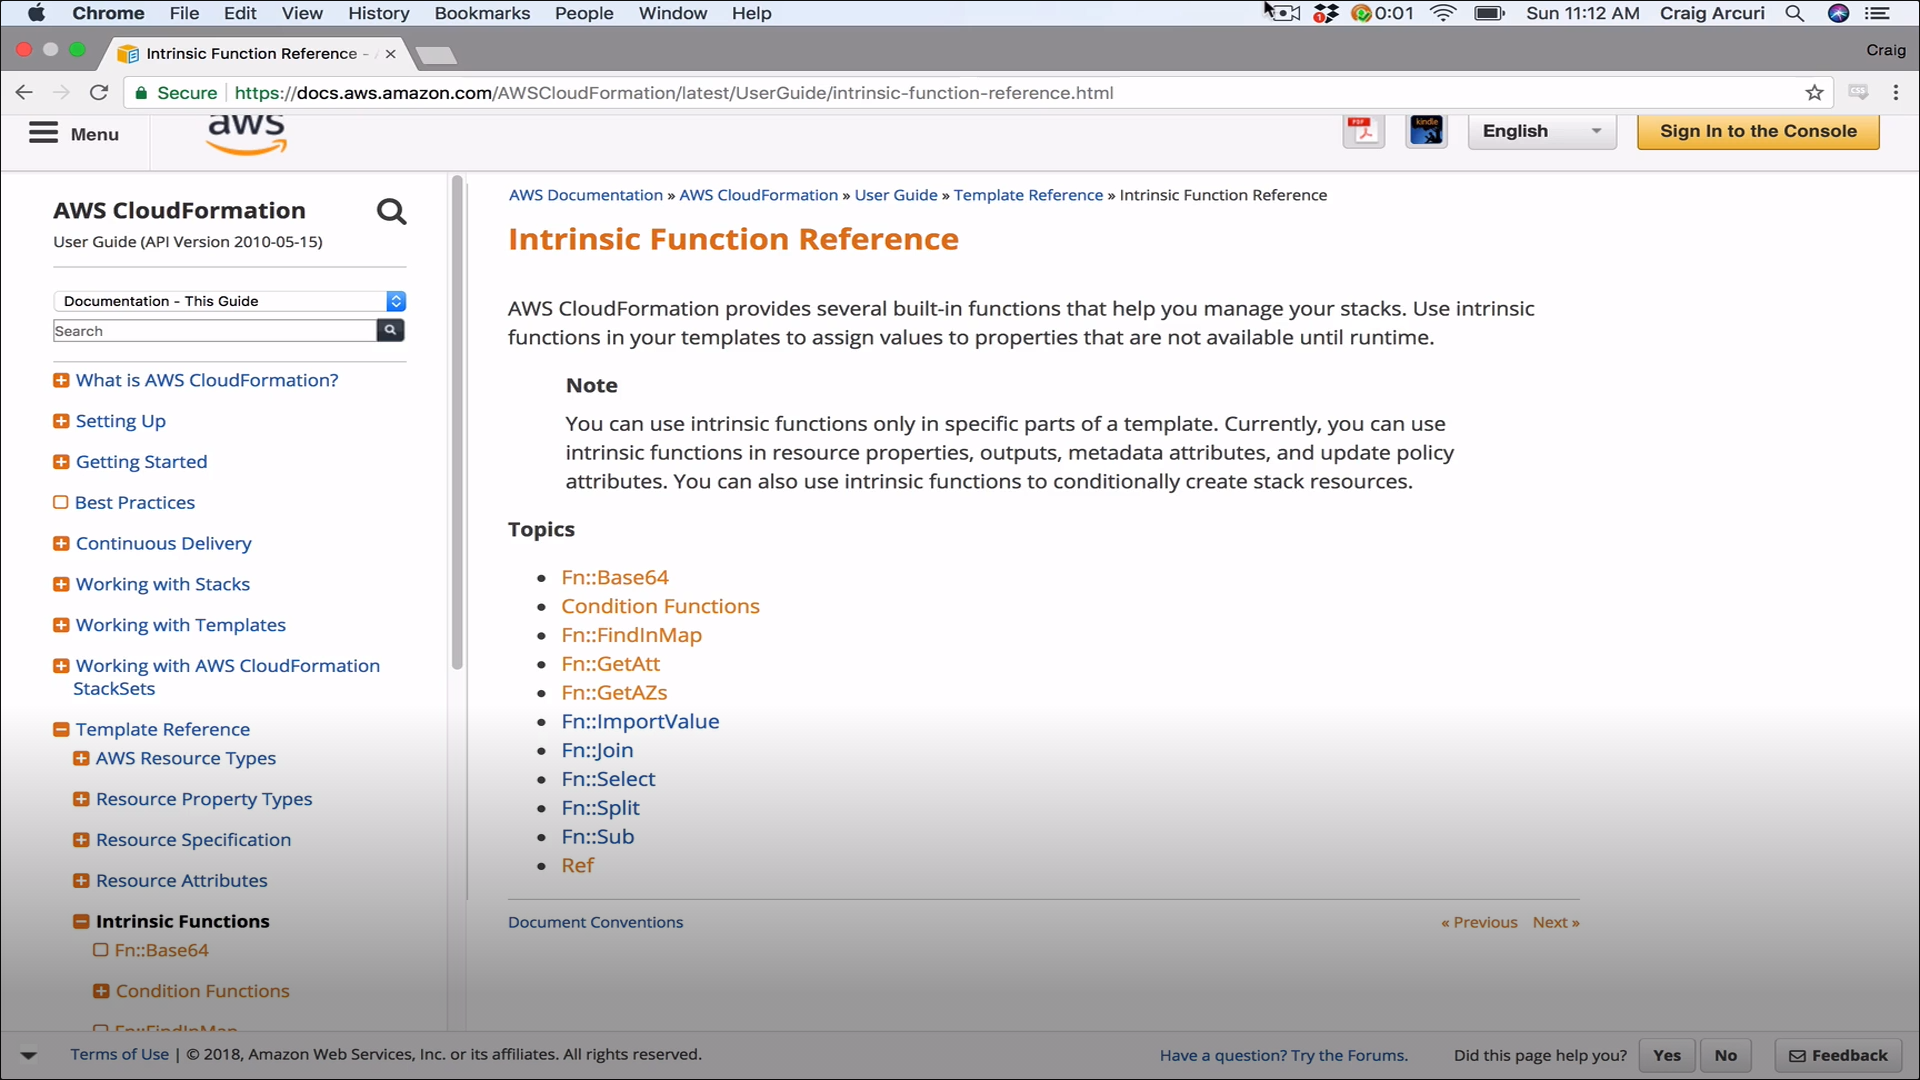 Chrome File Edit View History Bookmarks People Window Help 1 0:01 Sun 11:12 AM Craig Arcuri
Intrinsic Function Reference - Craig
Secure https://docs.aws.amazon.com/AWSCloudFormation/latest/UserGuide/intrinsic-function-reference.html CSS
Menu aws PDF kindle English Sign In to the Console
AWS CloudFormation
User Guide (API Version 2010-05-15)
Documentation - This Guide
Search
What is AWS CloudFormation?
Setting Up
Getting Started
Best Practices
Continuous Delivery
Working with Stacks
Working with Templates
Working with AWS CloudFormation
StackSets
Template Reference
AWS Resource Types
Resource Property Types
Resource Specification
Resource Attributes
Intrinsic Functions
Fn::Base64
Condition Functions
Fn::FindInMap
AWS Documentation » AWS CloudFormation » User Guide » Template Reference » Intrinsic Function Reference
Intrinsic Function Reference
AWS CloudFormation provides several built-in functions that help you manage your stacks. Use intrinsic
functions in your templates to assign values to properties that are not available until runtime.
Note
You can use intrinsic functions only in specific parts of a template. Currently, you can use
intrinsic functions in resource properties, outputs, metadata attributes, and update policy
attributes. You can also use intrinsic functions to conditionally create stack resources.
Topics
• Fn::Base64
• Condition Functions
• Fn::FindInMap
• Fn::GetAtt
• Fn::GetAZs
• Fn::ImportValue
• Fn::Join
• Fn::Select
• Fn::Split
• Fn::Sub
• Ref
Document Conventions « Previous Next »
Terms of Use | © 2018, Amazon Web Services, Inc. or its affiliates. All rights reserved. Have a question? Try the Forums. Did this page help you? Yes No Feedback